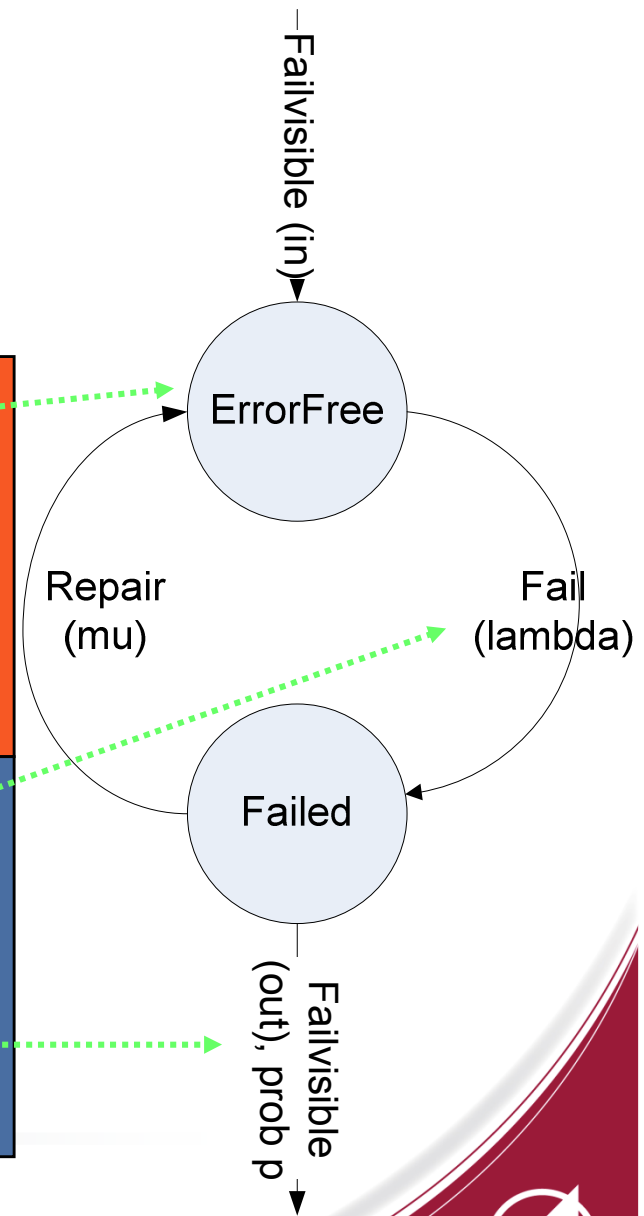 Failvisible (in)
ErrorFree
Repair
(mu)
Fail
(lambda)
Failed
Failvisible
(out), prob p